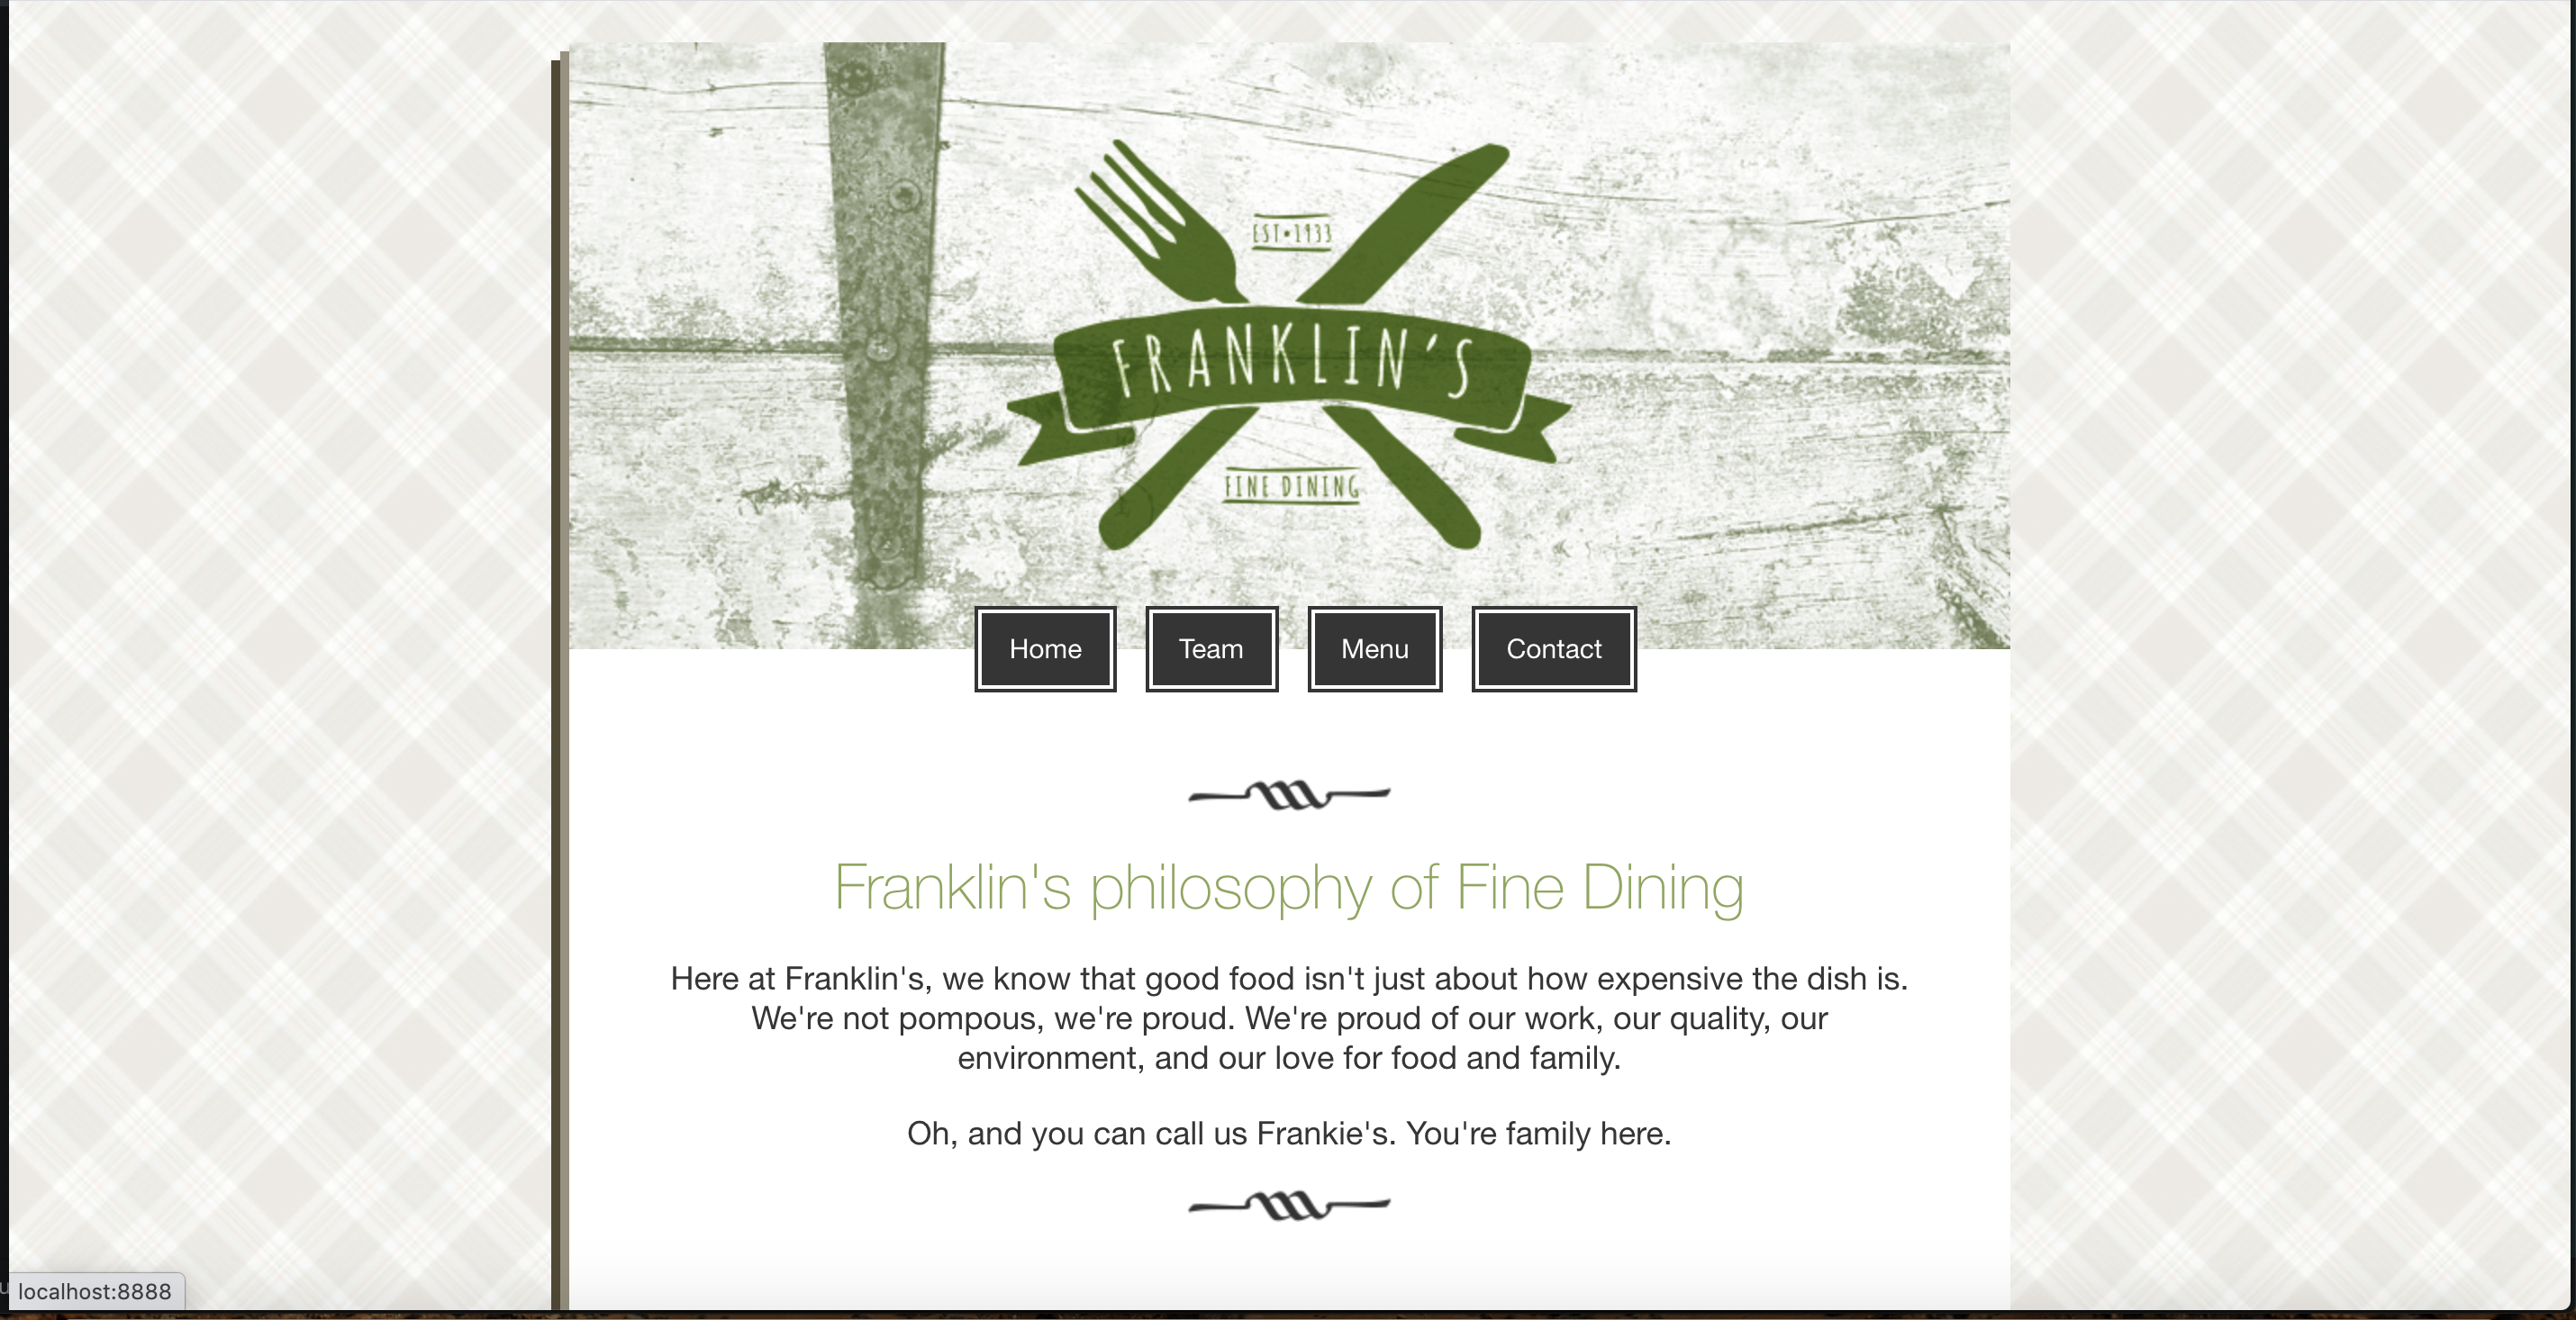 EST•1933
FRANKLIN'S
FINE DINING
Home Team Menu Contact
Franklin's philosophy of Fine Dining
Here at Franklin's, we know that good food isn't just about how expensive the dish is.
We're not pompous, we're proud. We're proud of our work, our quality, our
environment, and our love for food and family.
Oh, and you can call us Frankie's. You're family here.
localhost:8888